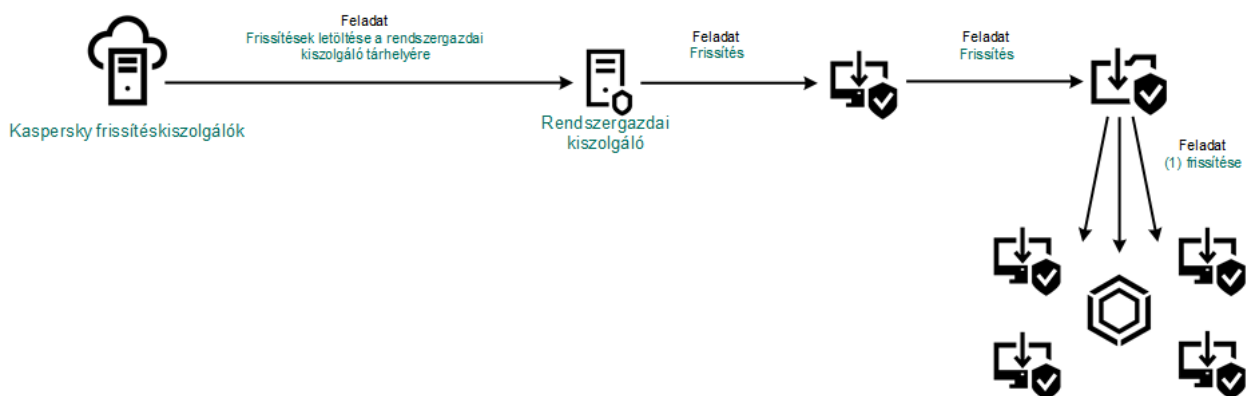 Feladat
Frissítések letöltése a rendszergazdai
kiszolgáló tárhelyére
Feladat
Frissítés
Feladat
Frissítés
Kaspersky frissítéskiszolgálók
Rendszergazdai
kiszolgáló
Feladat
(1) frissítése